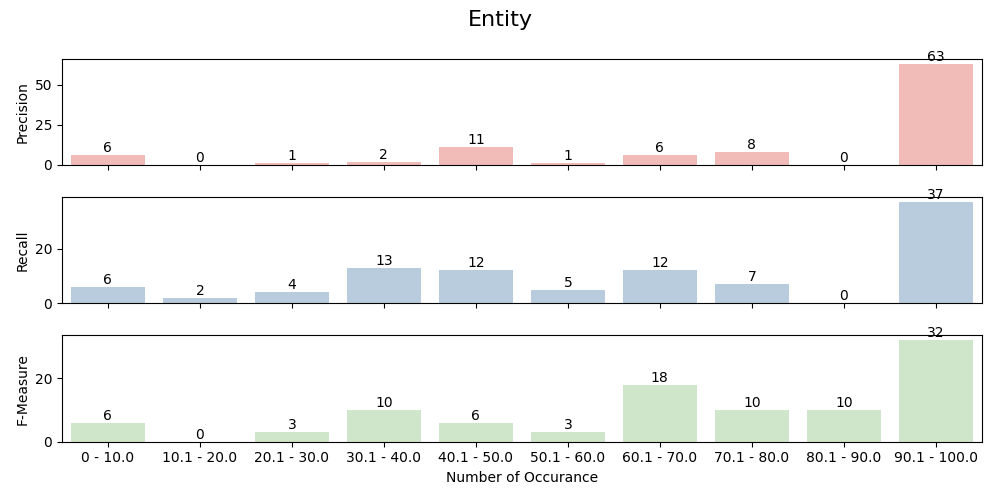 Entity
Precision
50
25
0
6 0 1 2 11 1 6 8 0 63
Recall
20
0
6 2 4 13 12 5 12 7 0 37
F-Measure
20
0
6 0 3 10 6 3 18 10 10 32
0 - 10.0 10.1 - 20.0 20.1 - 30.0 30.1 - 40.0 40.1 - 50.0 50.1 - 60.0 60.1 - 70.0 70.1 - 80.0 80.1 - 90.0 90.1 - 100.0
Number of Occurance